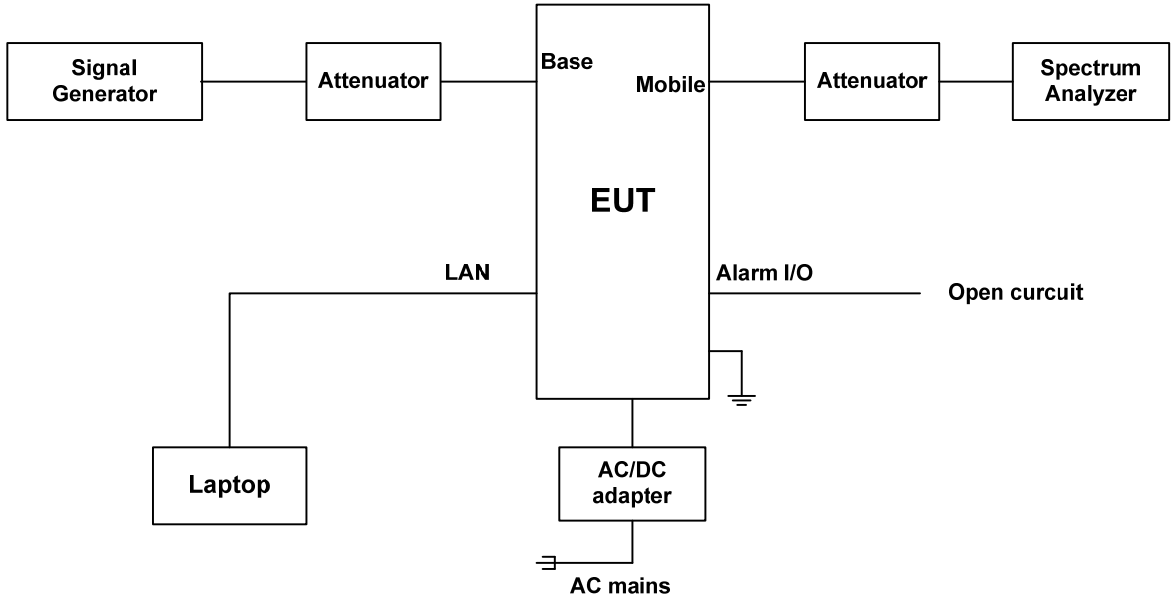 Signal
Generator
Attenuator
Base
Mobile
Attenuator
Spectrum
Analyzer
EUT
LAN
Alarm I/O
Open curcuit
Laptop
AC/DC
adapter
AC mains